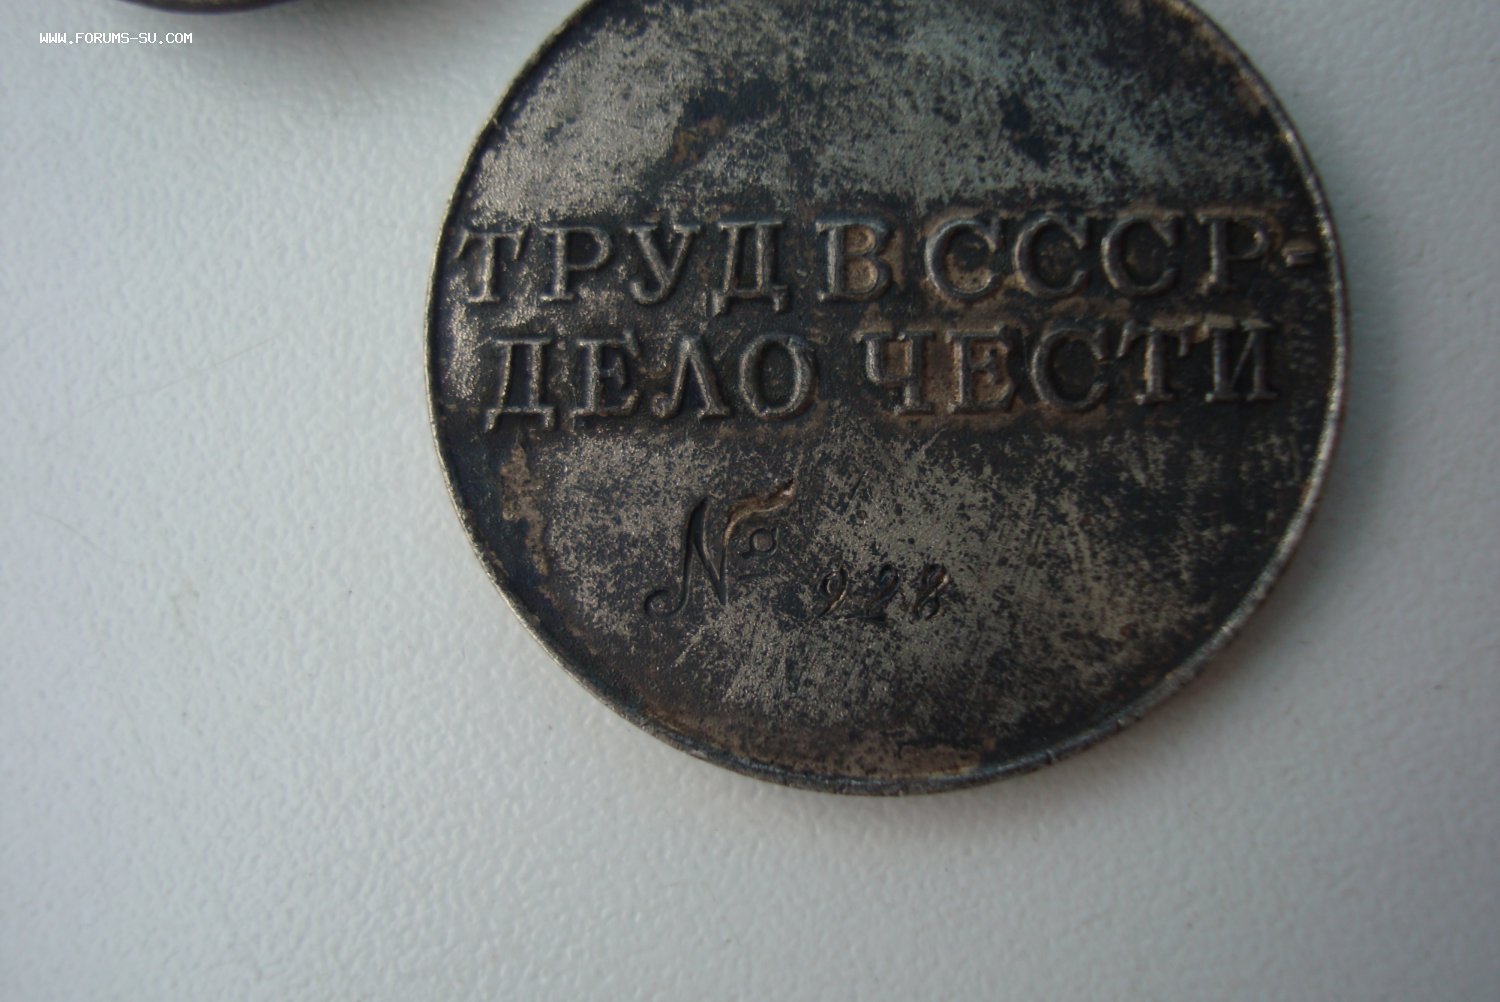 WWW.FORUMS-SU.COM
ТРУД В СССР-
ДЕЛО ЧЕСТИ
№ 928